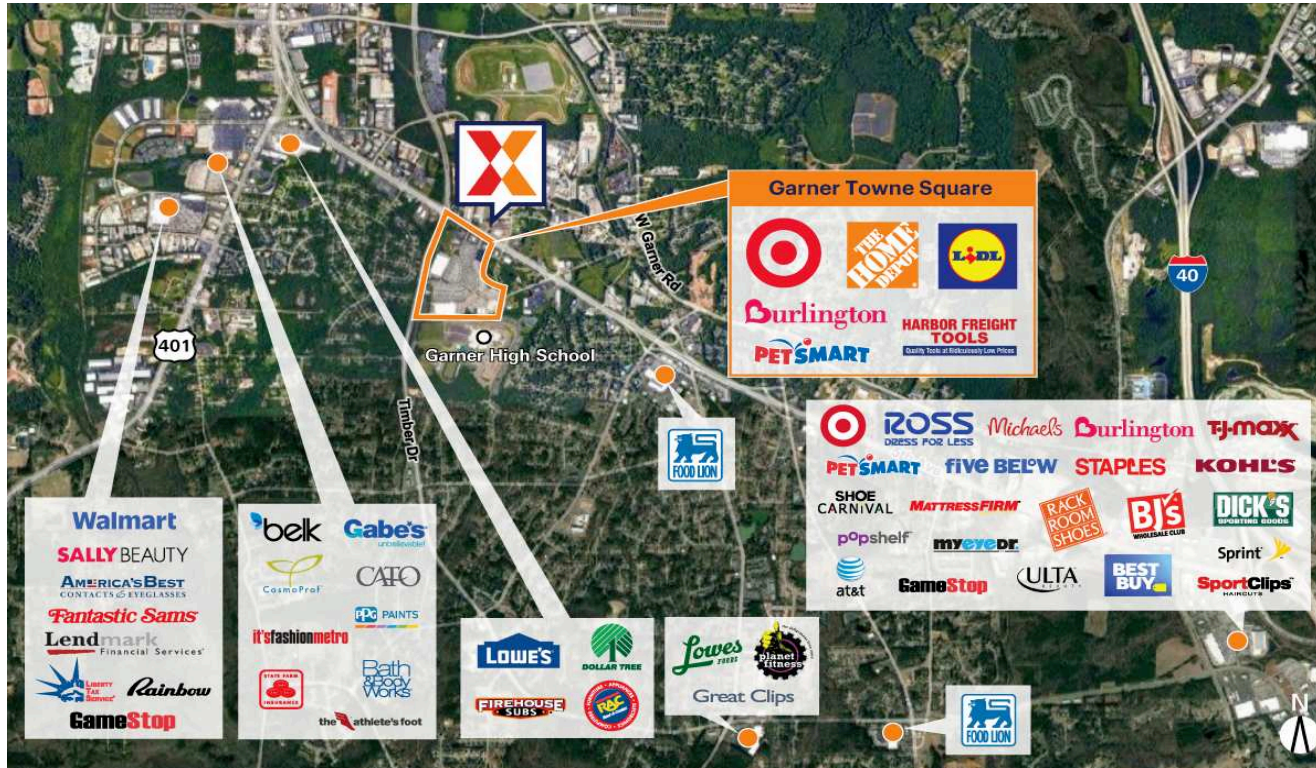 Garner Towne Square
THE
HOME
DEPOT
LiDL
Burlington
HARBOR FREIGHT
TOOLS
Quality Tools at Ridiculously Low Prices
PETSMART
W Garner Rd
40
401
Garner High School
Timber Dr
FOOD LION
ROSS
DRESS FOR LESS
Michaels
Burlington
T.J.maxx
PETSMART
five BELOW
STAPLES
KOHL'S
SHOE
CARNiVAL
MATTRESSFIRM
RACK
ROOM
SHOES
BJ's
WHOLESALE CLUB
DICK'S
SPORTING GOODS
popshelf
myeyeDr.
Sprint
at&t
GameStop
ULTA
BEAUTY
BEST
BUY
SportClips
HAIRCUTS
Walmart
SALLY BEAUTY
AMERICA'S BEST
CONTACTS & EYEGLASSES
Fantastic Sams
Lendmark
Financial Services
LIBERTY
TAX
SERVICE
Rainbow
GameStop
belk
Gabe's
unbelievable!
CosmoProf
CATO
PPG PAINTS
it'sfashionmetro
STATE FARM
INSURANCE
Bath
& Body
Works
the athlete's foot
LOWE'S
DOLLAR TREE
FIREHOUSE
SUBS
RAC
Lowes
FOODS
planet
fitness
Great Clips
FOOD LION
N